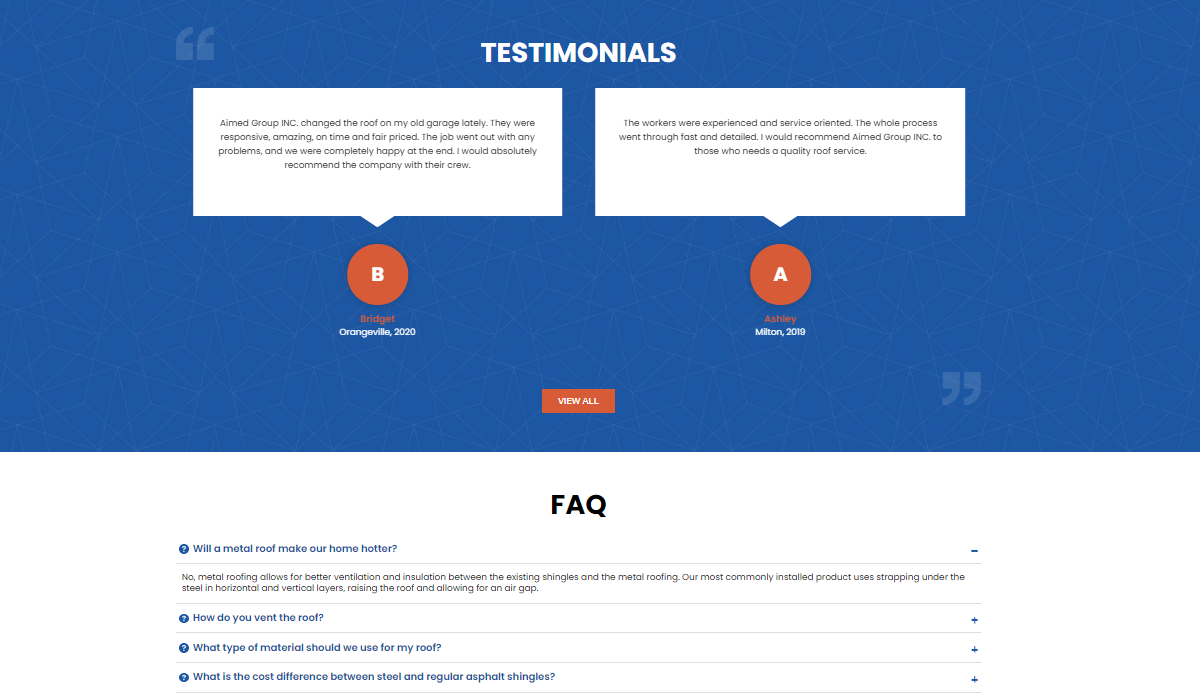 TESTIMONIALS
Aimed Group INC. changed the roof on my old garage lately. They were
responsive, amazing, on time and fair priced. The job went out with any
problems, and we were completely happy at the end. I would absolutely
recommend the company with their crew.
The workers were experienced and service oriented. The whole process
went through fast and detailed. I would recommend Aimed Group INC. to
those who needs a quality roof service.
B
Bridget
Orangeville, 2020
A
Ashley
Milton, 2019
VIEW ALL
FAQ
Will a metal roof make our home hotter?
No, metal roofing allows for better ventilation and insulation between the existing shingles and the metal roofing. Our most commonly installed product uses strapping under the
steel in horizontal and vertical layers, raising the roof and allowing for an air gap.
How do you vent the roof?
What type of material should we use for my roof?
What is the cost difference between steel and regular asphalt shingles?